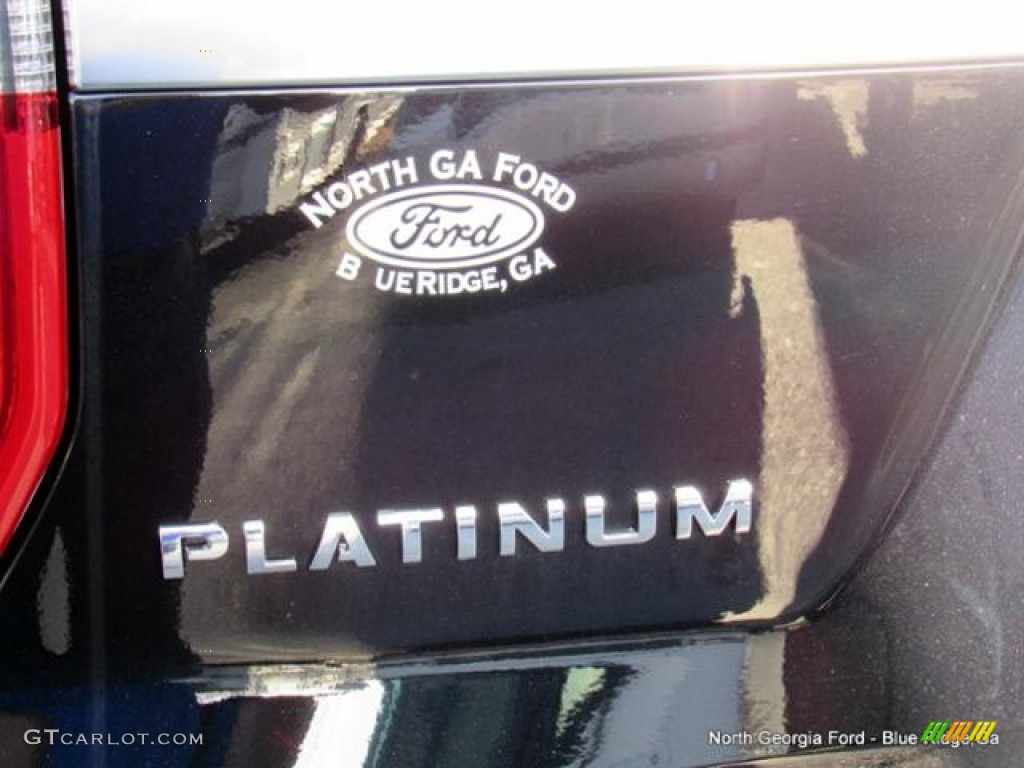 NORTH GA FORD
Ford
B UERIDGE, GA
PLATINUM
GTCARLOT.COM
North Georgia Ford - Blue Ridge, Ga